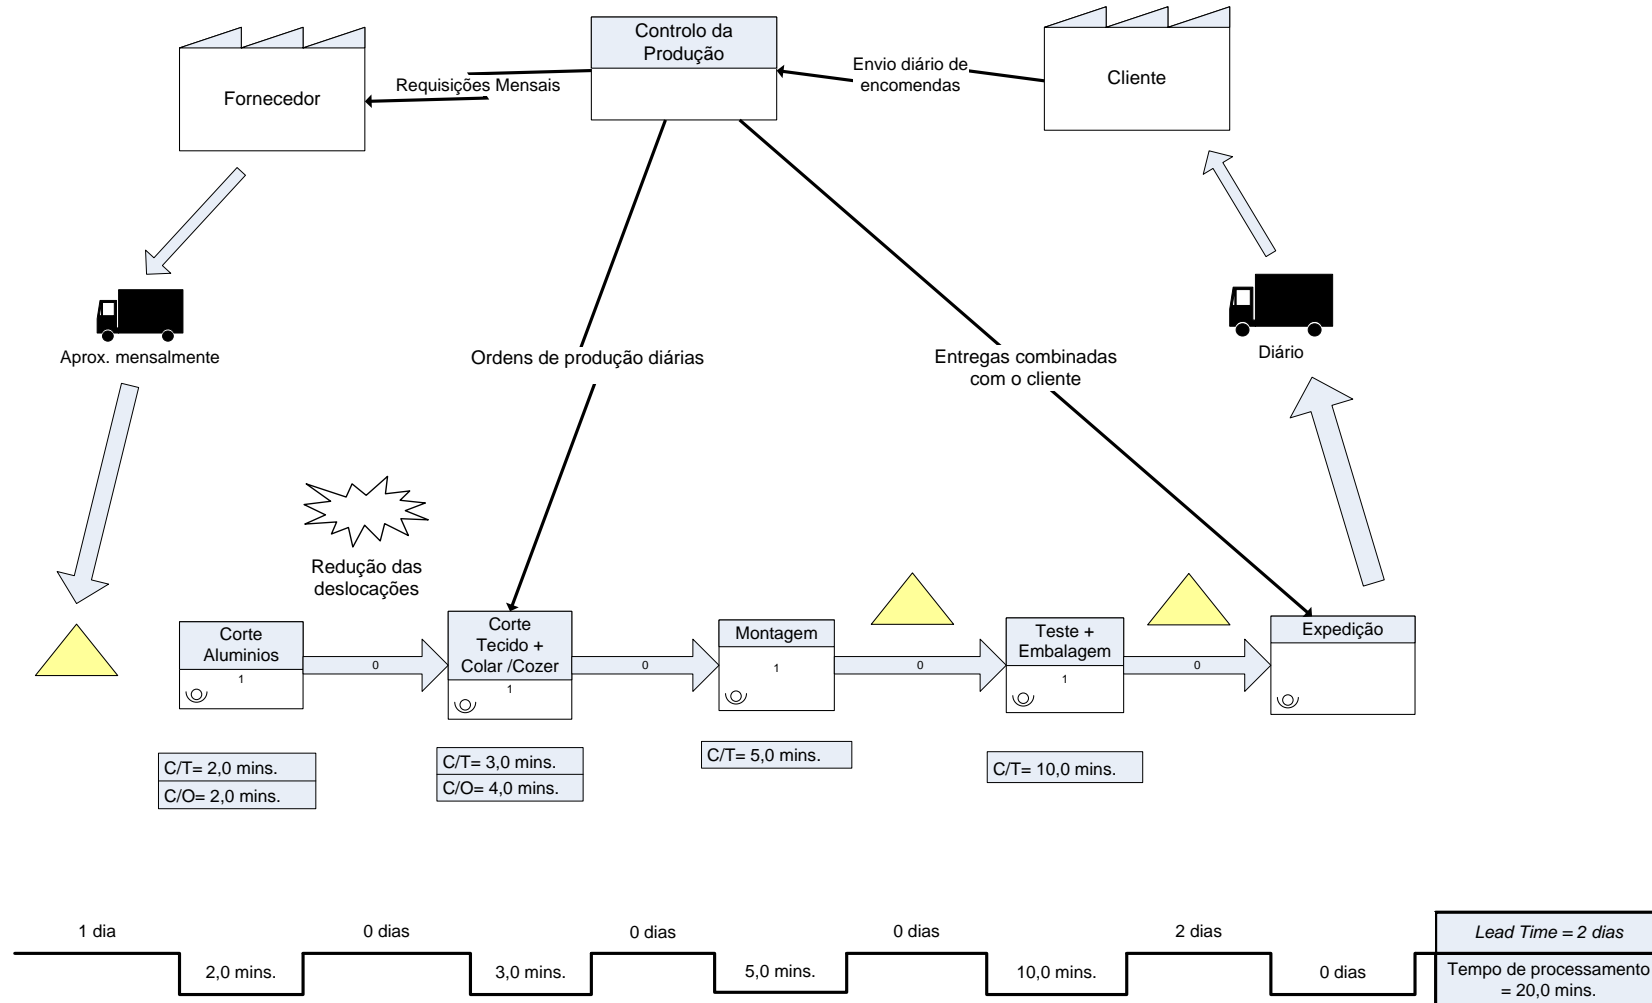 Fornecedor
Requisições Mensais
Controlo da
Produção
Envio diário de
encomendas
Cliente
Aprox. mensalmente
Ordens de produção diárias
Entregas combinadas
com o cliente
Diário
Redução das
deslocações
Corte
Aluminios
1
0
Corte
Tecido +
Colar /Cozer
1
0
Montagem
1
0
Teste +
Embalagem
1
0
Expedição
C/T= 2,0 mins.
C/O= 2,0 mins.
C/T= 3,0 mins.
C/O= 4,0 mins.
C/T= 5,0 mins.
C/T= 10,0 mins.
1 dia
0 dias
0 dias
0 dias
2 dias
Lead Time = 2 dias
2,0 mins.
3,0 mins.
5,0 mins.
10,0 mins.
0 dias
Tempo de processamento
= 20,0 mins.